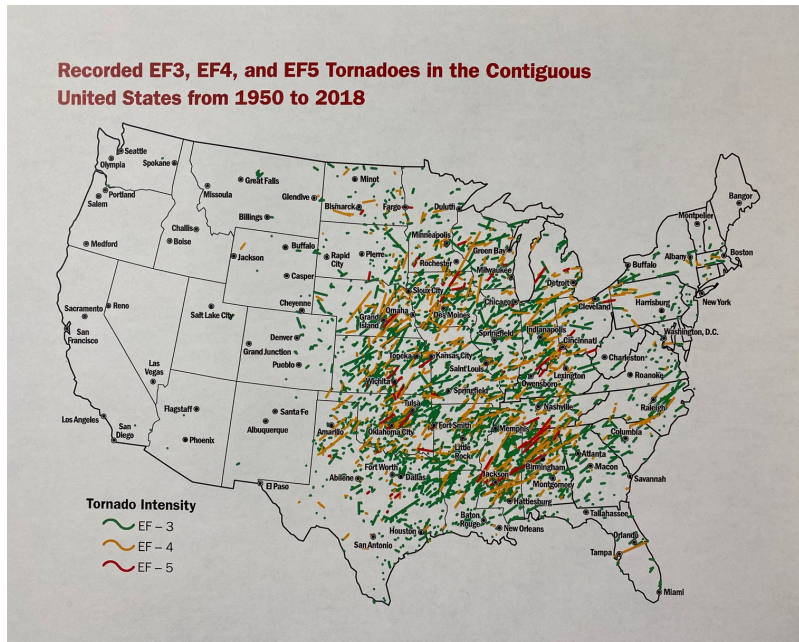 Recorded EF3, EF4, and EF5 Tornadoes in the Contiguous
United States from 1950 to 2018
Seattle
Olympia
Spokane
Portland
Salem
Medford
Missoula
Great Falls
Glendive
Billings
Challis
Boise
Jackson
Buffalo
Casper
Cheyenne
Minot
Bismarck
Fargo
Duluth
Rapid
City
Pierre
Minneapolis
Rochester
Green Bay
Milwaukee
Sioux City
Detroit
Buffalo
Albany
Montpelier
Bangor
Boston
New York
Harrisburg
Washington, D.C.
Cleveland
Chicago
Omaha
Des Moines
Grand
Island
Sacramento
Reno
San
Francisco
Salt Lake City
Las
Vegas
Denver
Grand Junction
Pueblo
Topeka
Kansas City
Springfield
Indianapolis
Cincinnati
Saint Louis
Charleston
Lexington
Roanoke
Owensboro
Wichita
Springfield
Nashville
Raleigh
Los Angeles
San
Diego
Flagstaff
Phoenix
Santa Fe
Albuquerque
Amarillo
Tulsa
Oklahoma City
Fort Smith
Memphis
Little
Rock
Columbia
Atlanta
Macon
Birmingham
Jackson
Montgomery
Savannah
El Paso
Abilene
Fort Worth
Dallas
Hattiesburg
Baton
Rouge
New Orleans
Tallahassee
Houston
San Antonio
Orlando
Tampa
Miami
Tornado Intensity
EF – 3
EF – 4
EF – 5